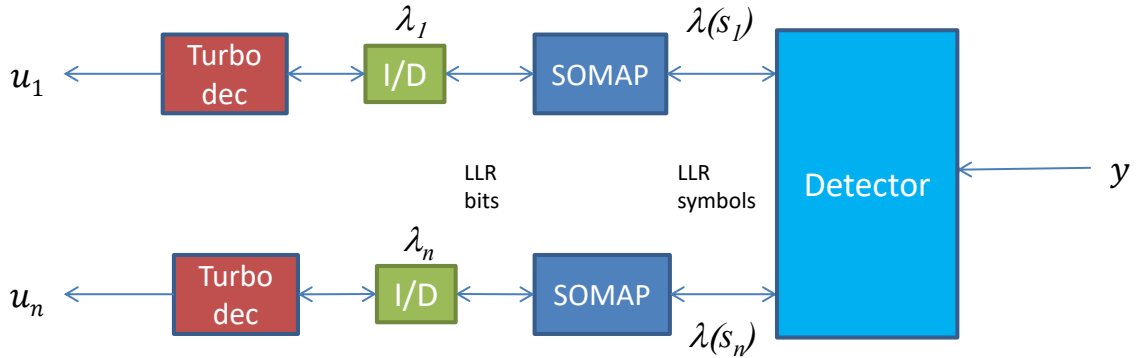 λ₁
λ(s₁)
u₁
Turbo
dec
I/D
SOMAP
LLR
bits
LLR
symbols
Detector
y
λₙ
uₙ
Turbo
dec
I/D
SOMAP
λ(sₙ)